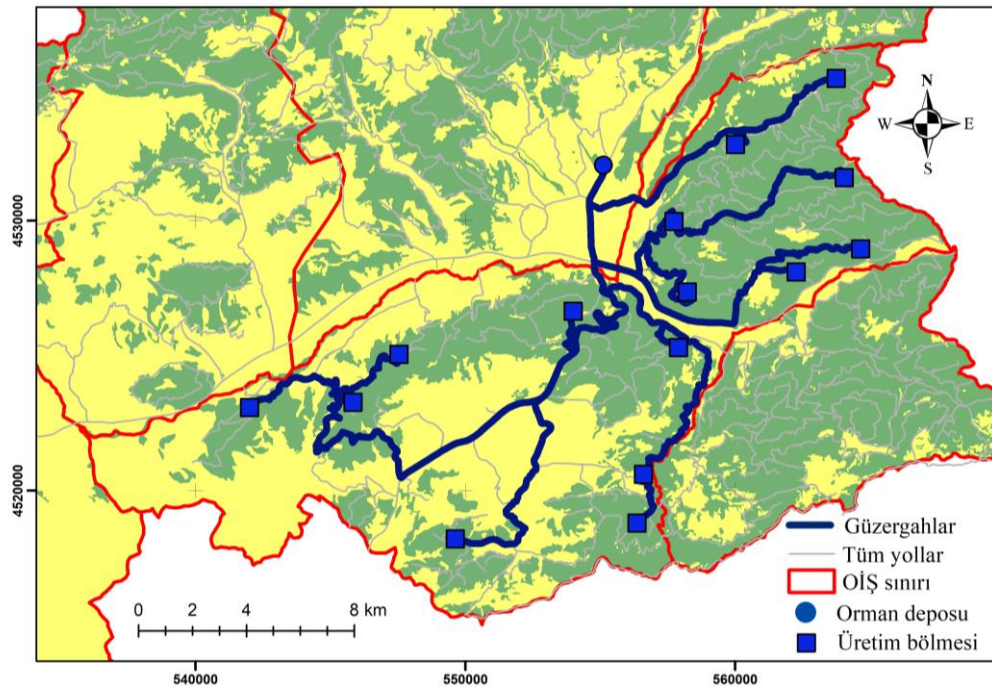 N
W E
S
4530000
4520000
Güzergahlar
Tüm yollar
OİŞ sınırı
Orman deposu
Üretim bölmesi
0 2 4 8 km
540000 550000 560000